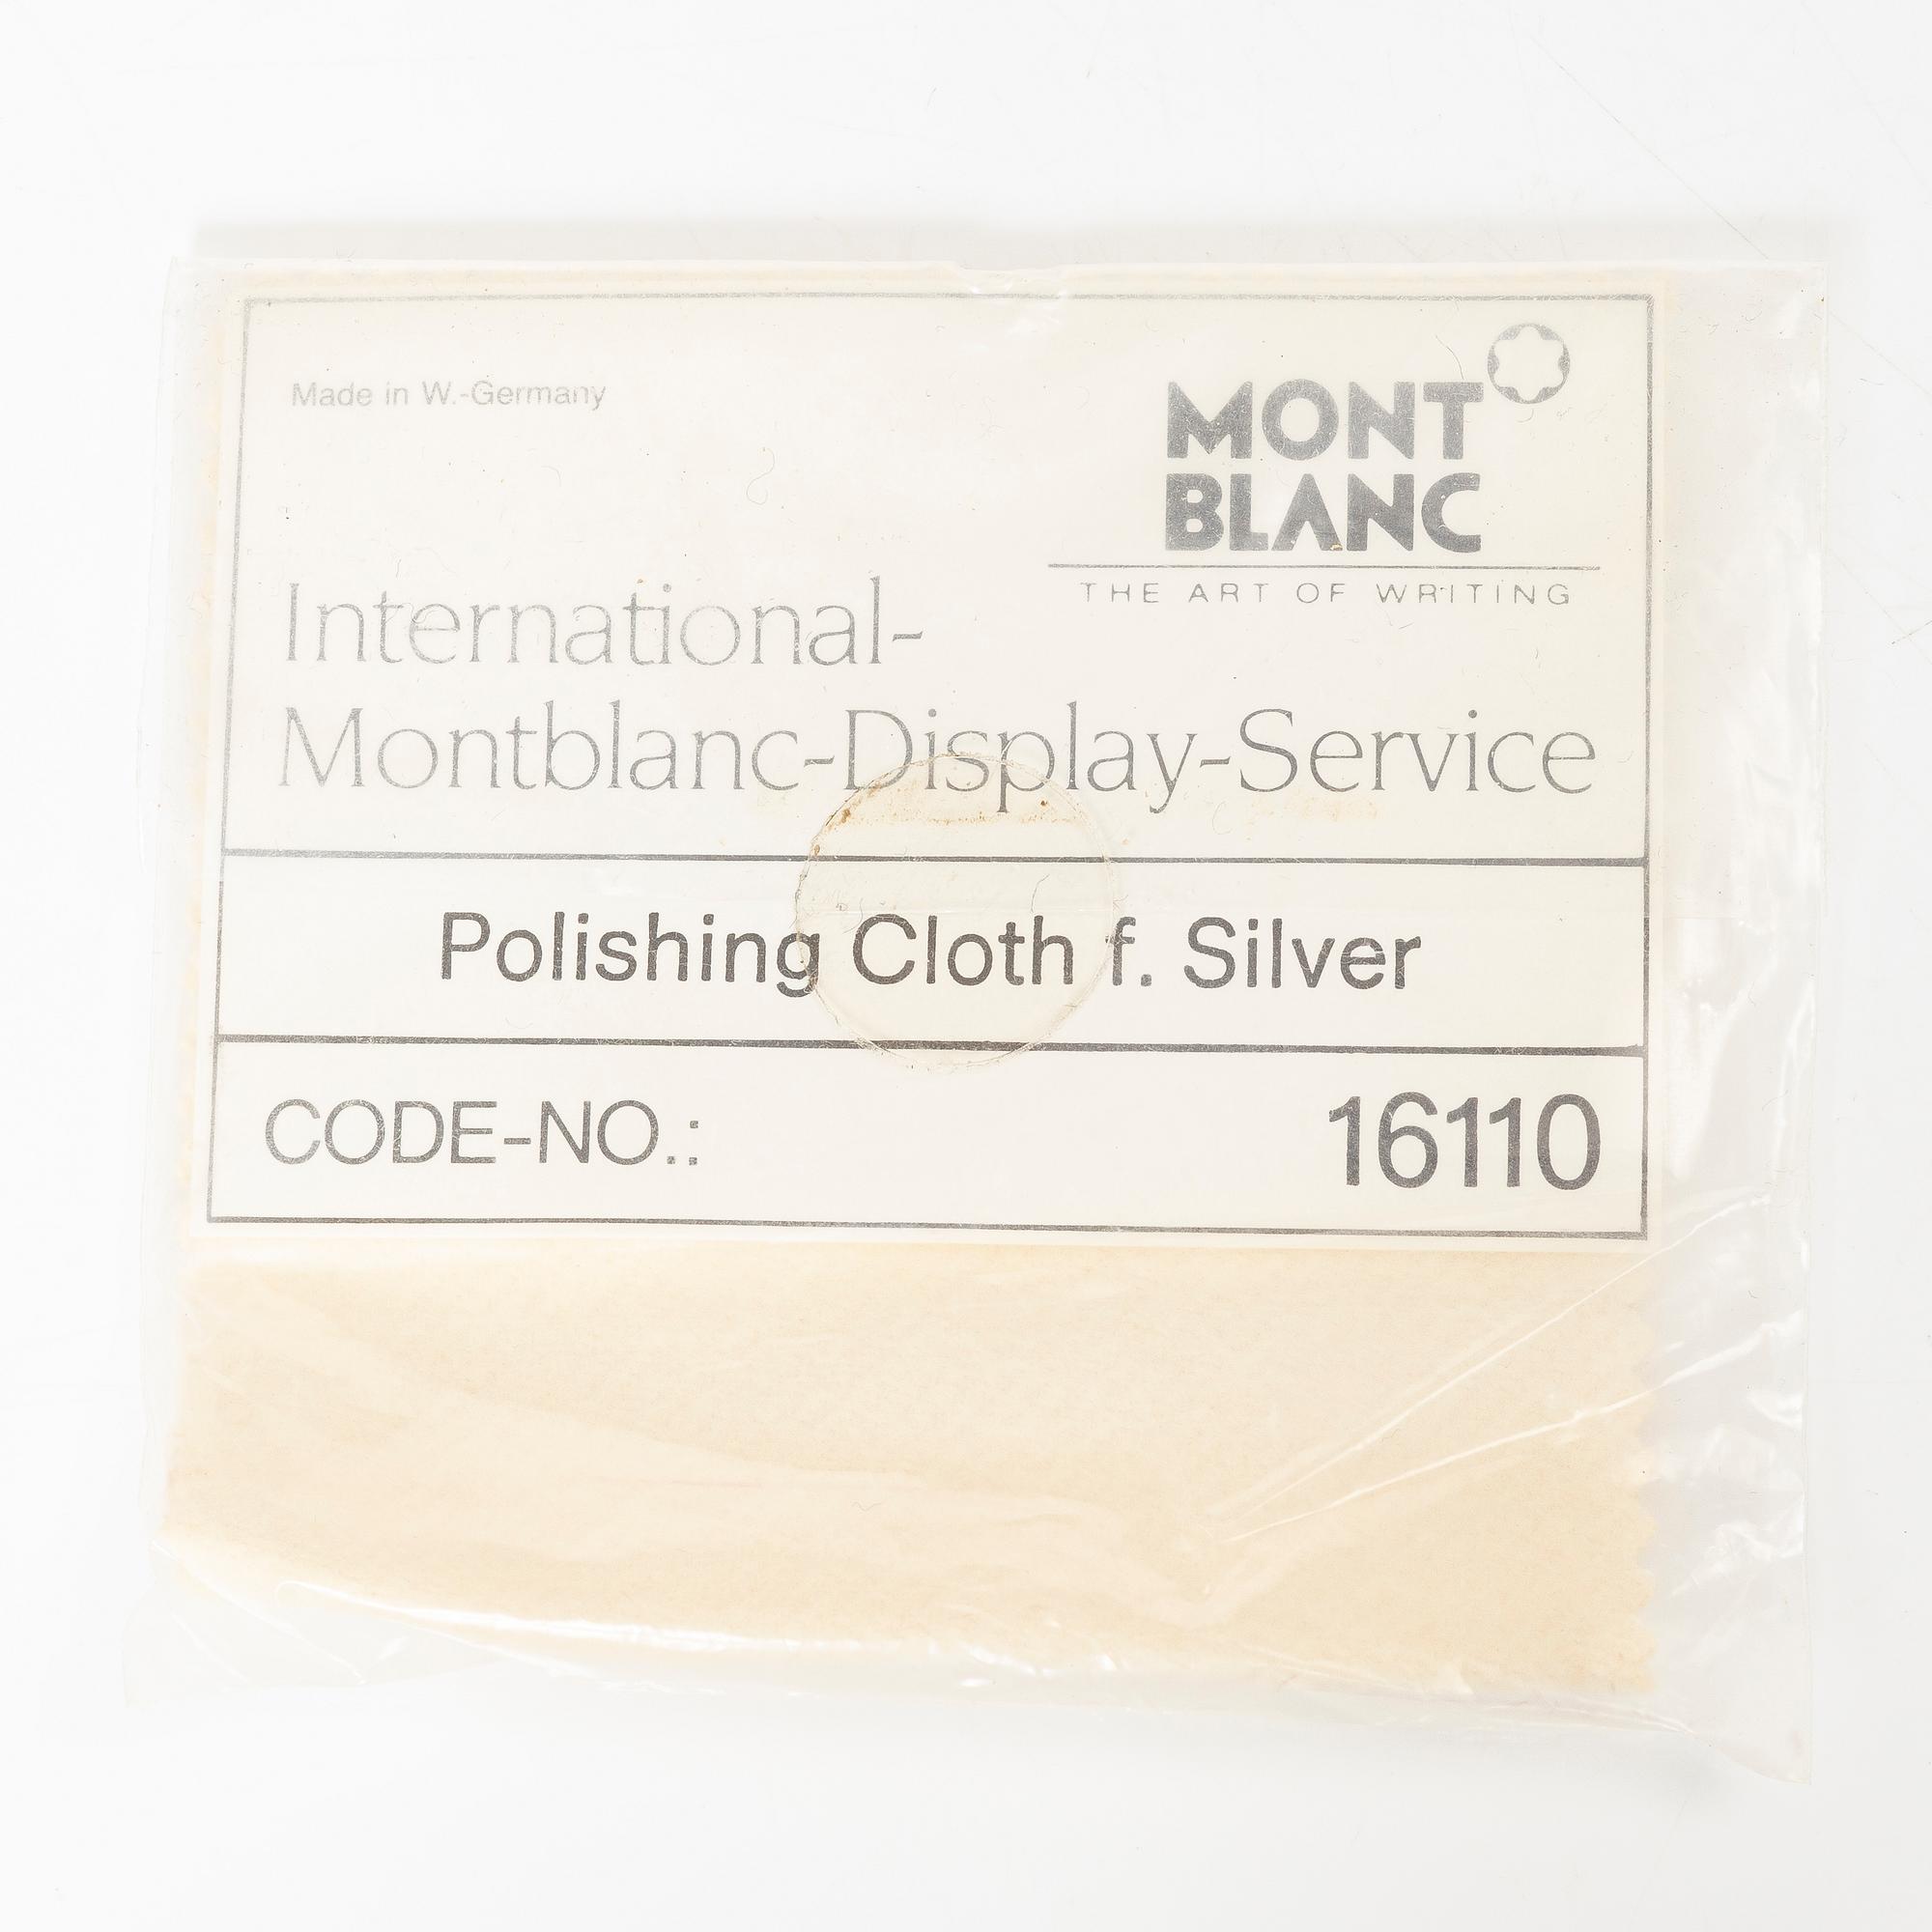 Made in W.-Germany
MONT
BLANC
THE ART OF WRITING
International-
Montblanc-Display-Service
Polishing Cloth f. Silver
CODE-NO.: 16110